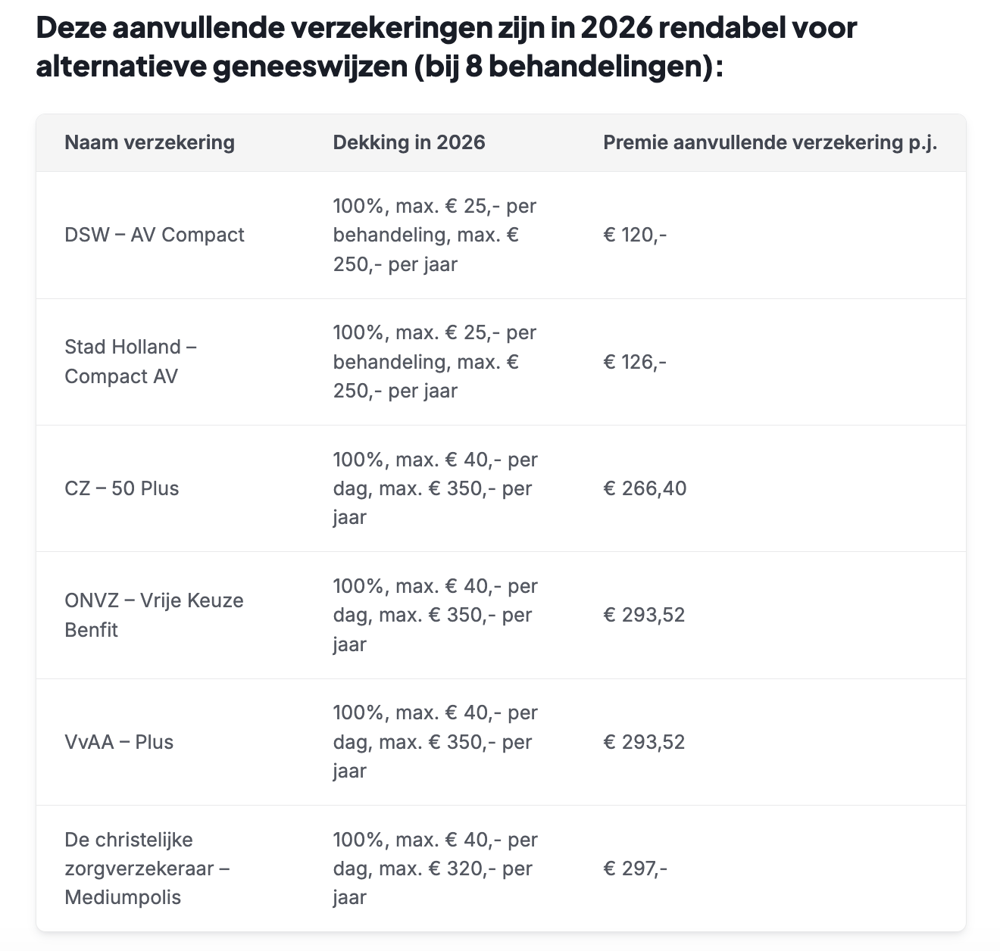 Deze aanvullende verzekeringen zijn in 2026 rendabel voor
alternatieve geneeswijzen (bij 8 behandelingen):
Naam verzekering
Dekking in 2026
Premie aanvullende verzekering p.j.
DSW – AV Compact
100%, max. € 25,- per
behandeling, max. €
250,- per jaar
€ 120,-
Stad Holland –
Compact AV
100%, max. € 25,- per
behandeling, max. €
250,- per jaar
€ 126,-
CZ – 50 Plus
100%, max. € 40,- per
dag, max. € 350,- per
jaar
€ 266,40
ONVZ – Vrije Keuze
Benfit
100%, max. € 40,- per
dag, max. € 350,- per
jaar
€ 293,52
VvAA – Plus
100%, max. € 40,- per
dag, max. € 350,- per
jaar
€ 293,52
De christelijke
zorgverzekeraar –
Mediumpolis
100%, max. € 40,- per
dag, max. € 320,- per
jaar
€ 297,-